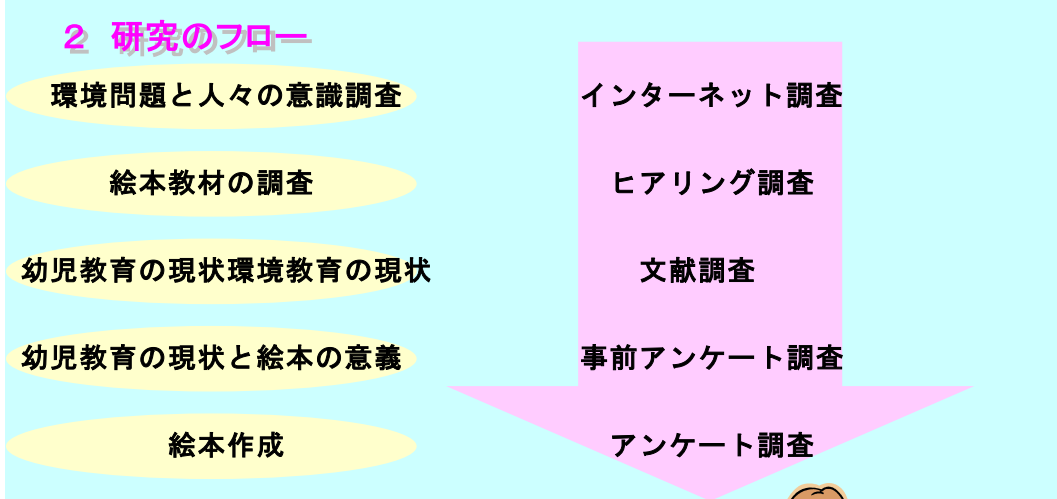 ２　研究のフロー
環境問題と人々の意識調査
インターネット調査
絵本教材の調査
ヒアリング調査
幼児教育の現状環境教育の現状
文献調査
幼児教育の現状と絵本の意義
事前アンケート調査
絵本作成
アンケート調査